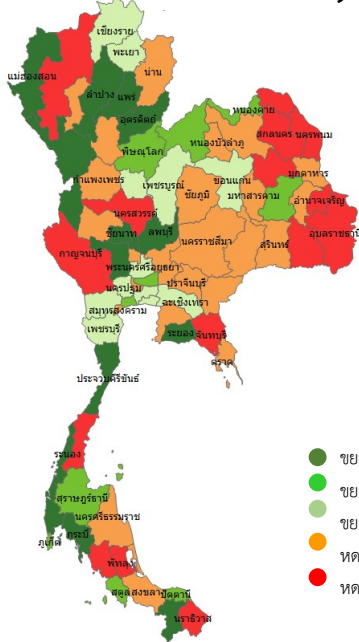 เชียงราย
พะเยา
แม่ฮ่องสอน
น่าน
ลำปาง
แพร่
อุตรดิตถ์
หนองคาย
พิษณุโลก
หนองบัวลำภู
สกลนคร
นครพนม
กำแพงเพชร
เพชรบูรณ์
ขอนแก่น
มุกดาหาร
ชัยภูมิ
มหาสารคาม
อำนาจเจริญ
นครสวรรค์
ชัยนาท
ลพบุรี
อุบลราชธานี
นครราชสีมา
สุรินทร์
กาญจนบุรี
พระนครศรีอยุธยา
ปราจีนบุรี
นครปฐม
ฉะเชิงเทรา
สมุทรสงคราม
เพชรบุรี
ระยอง
จันทบุรี
ตราด
ประจวบคีรีขันธ์
ระนอง
สุราษฎร์ธานี
นครศรีธรรมราช
ภูเก็ต
กระบี่
พัทลุง
สตูล
สงขลา
ปัตตานี
นราธิวาส
ขย
ขย
ขย
หด
หด